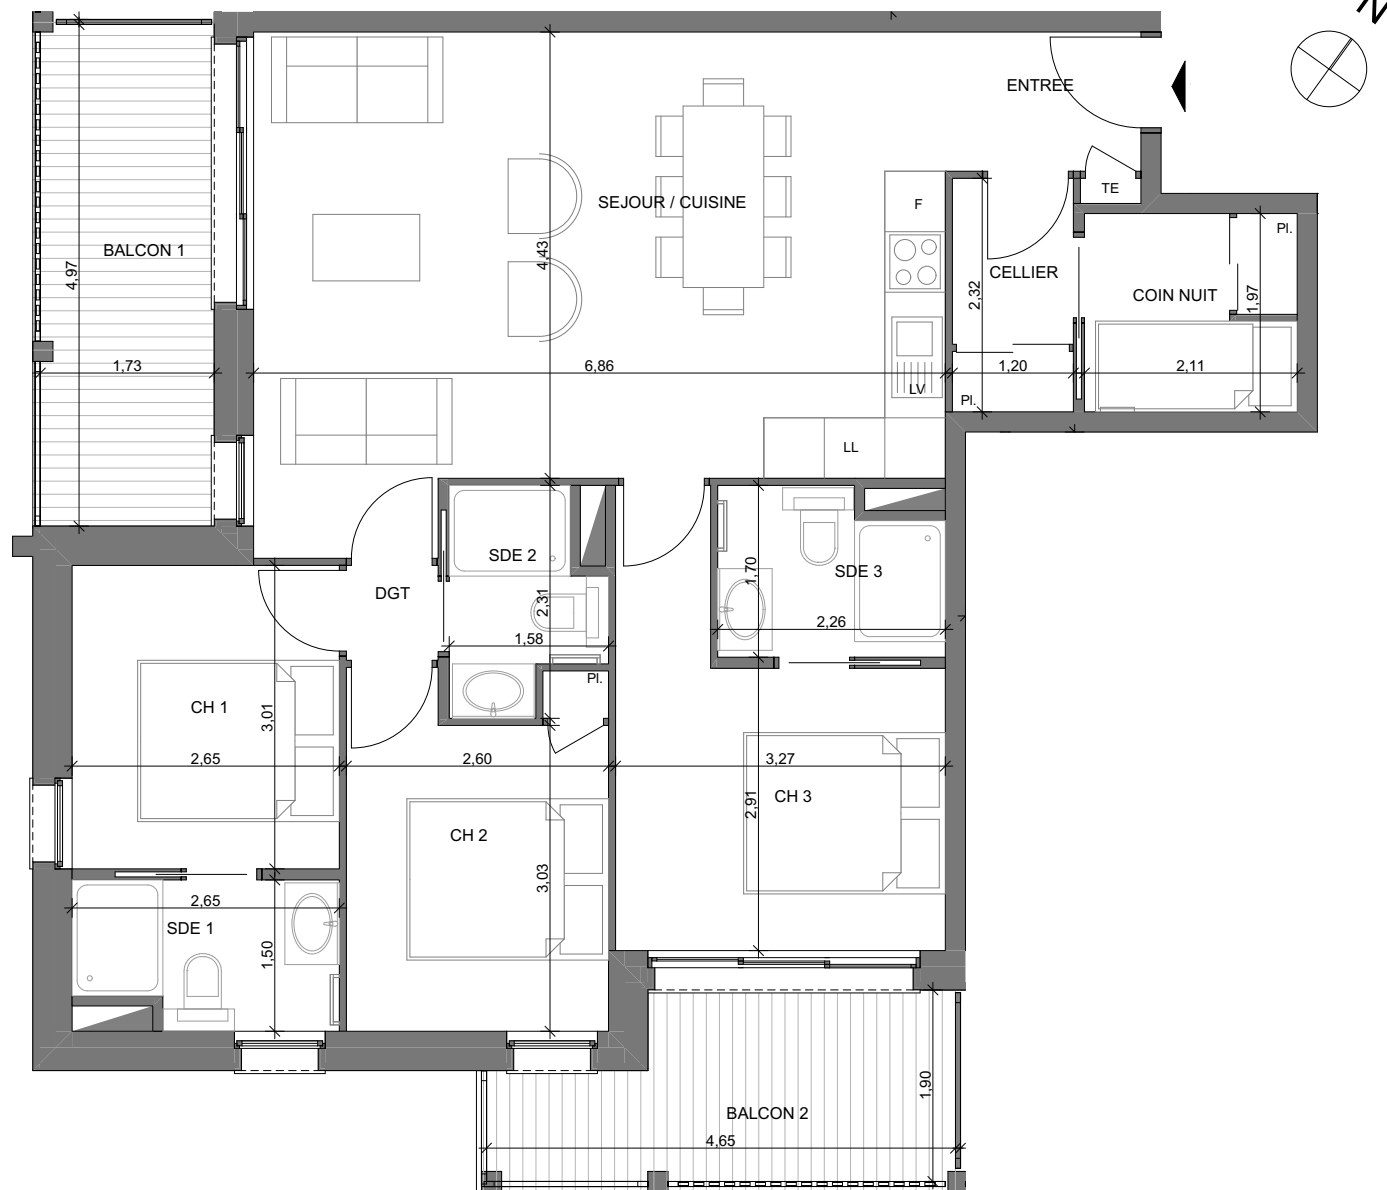 N
ENTREE
TE
SEJOUR / CUISINE
F
Pl.
BALCON 1
4,97
4,43
CELLIER
2,32
COIN NUIT
1,97
1,73
6,86
1,20
2,11
LV
Pl.
LL
SDE 2
SDE 3
1,70
DGT
2,31
2,26
1,58
Pl.
CH 1
3,01
2,65
2,60
3,27
CH 3
2,91
CH 2
3,03
2,65
SDE 1
1,50
1,90
BALCON 2
4,65